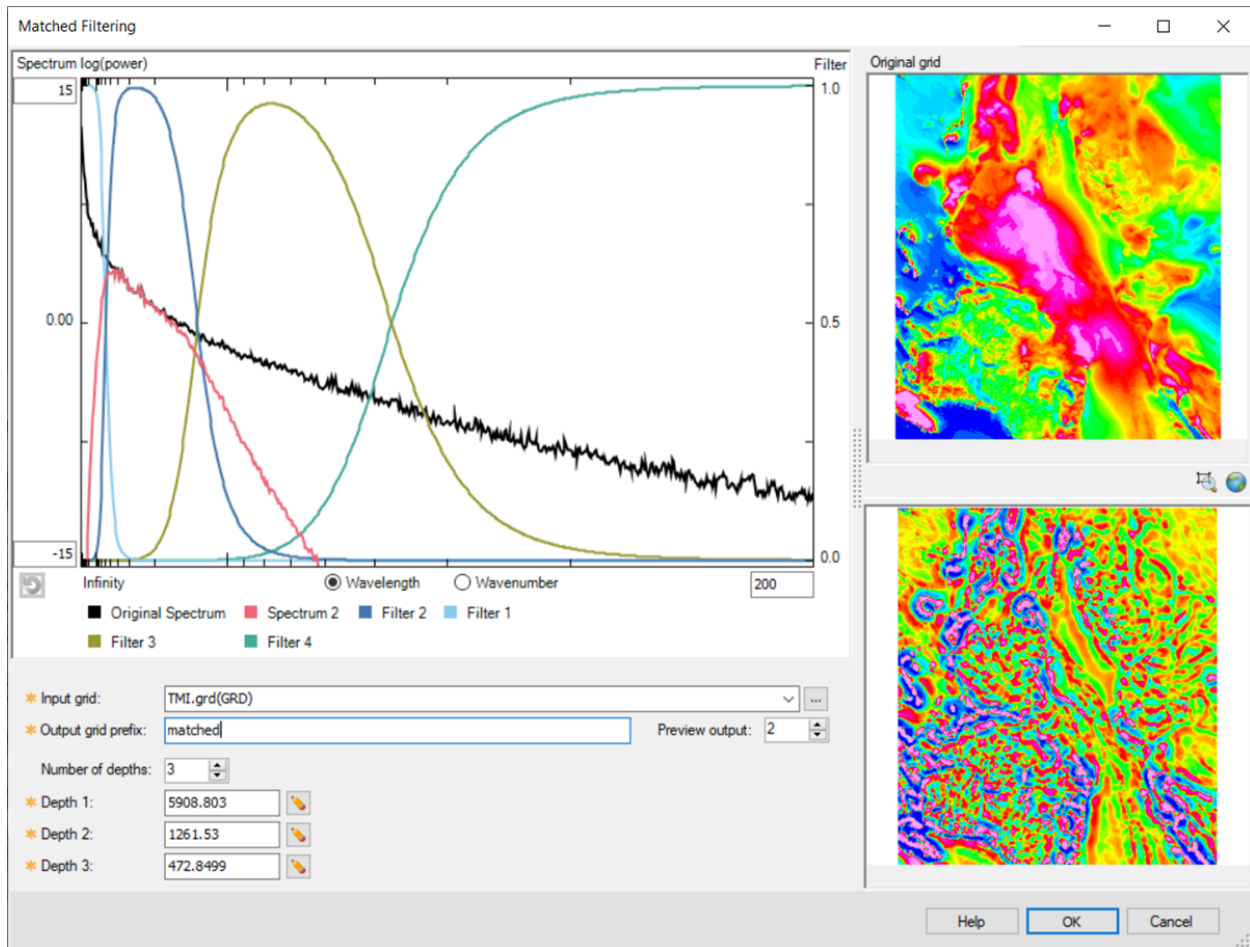 Matched Filtering
Spectrum log(power)
Filter
Original grid
15
1.0
0.00
0.5
-15
0.0
Infinity
Wavelength
Wavenumber
200
Original Spectrum
Spectrum 2
Filter 2
Filter 1
Filter 3
Filter 4
Input grid:
TMI.grd(GRD)
...
Output grid prefix:
matched
Preview output:
2
Number of depths:
3
Depth 1:
5908.803
Depth 2:
1261.53
Depth 3:
472.8499
Help
OK
Cancel